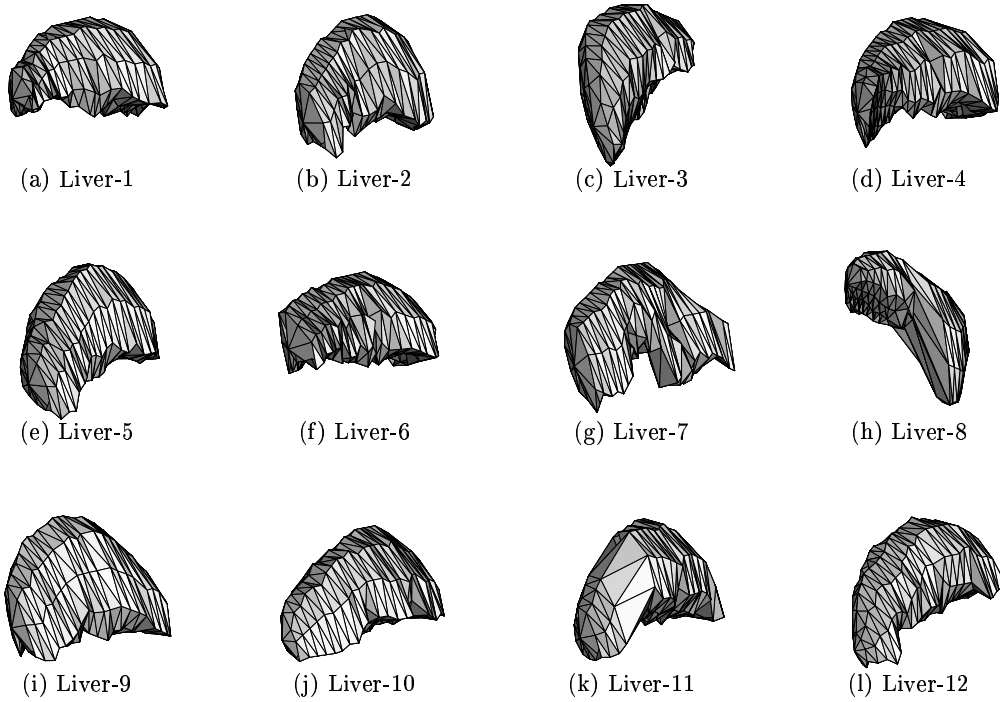 (a) Liver-1
(b) Liver-2
(c) Liver-3
(d) Liver-4
(e) Liver-5
(f) Liver-6
(g) Liver-7
(h) Liver-8
(i) Liver-9
(j) Liver-10
(k) Liver-11
(l) Liver-12